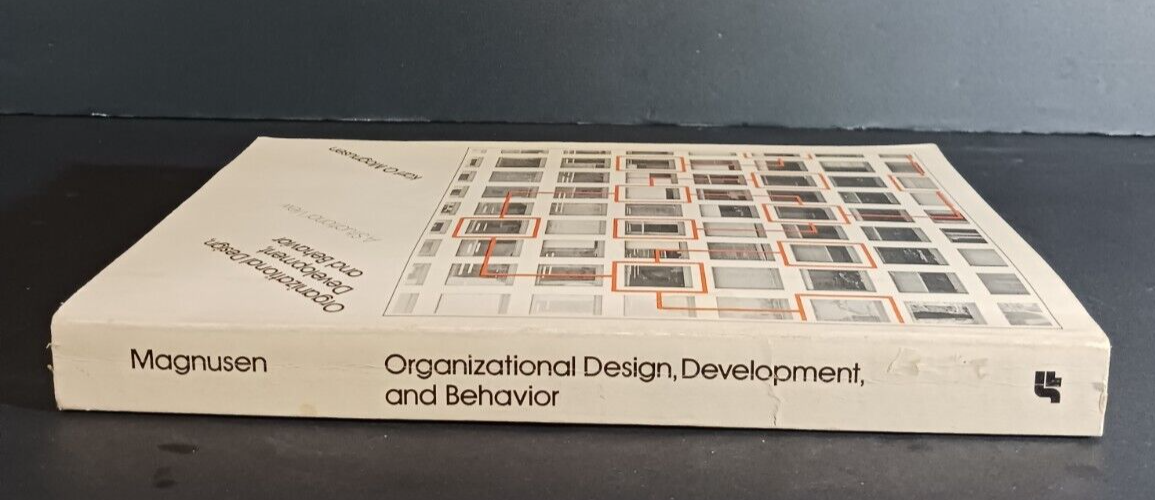 Karl O. Magnusen
A Situational View
Organizational Design,
Development,
and Behavior
Magnusen
Organizational Design, Development,
and Behavior